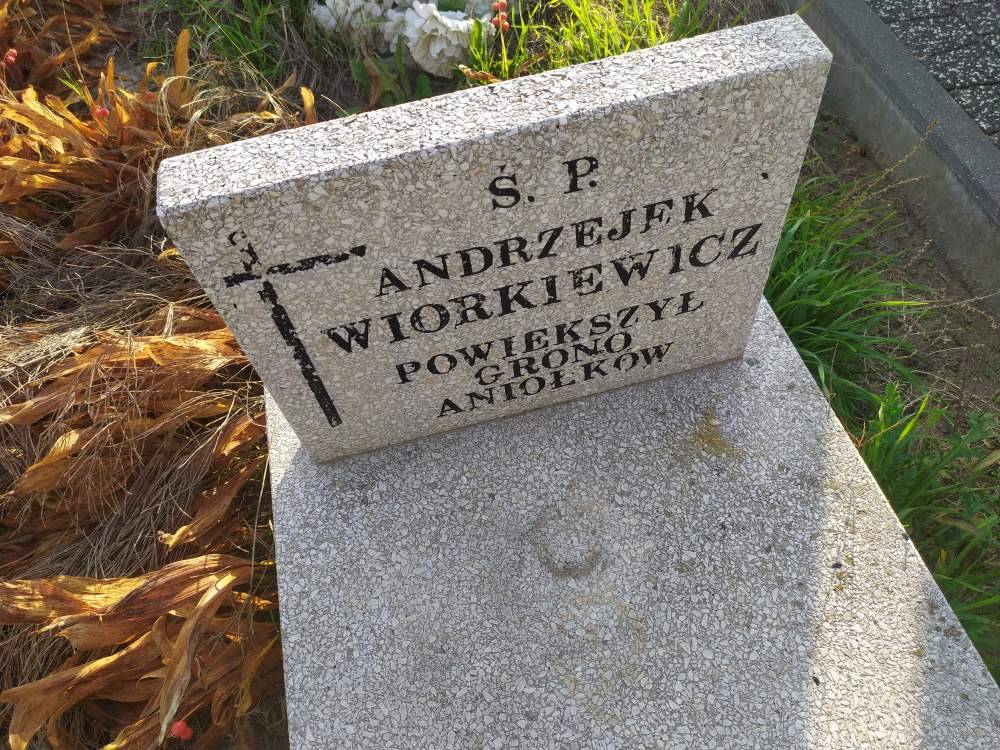 Ś. P.
ANDRZEJEK
WIORKIEWICZ
POWIĘKSZYŁ
GRONO
ANIOŁKÓW